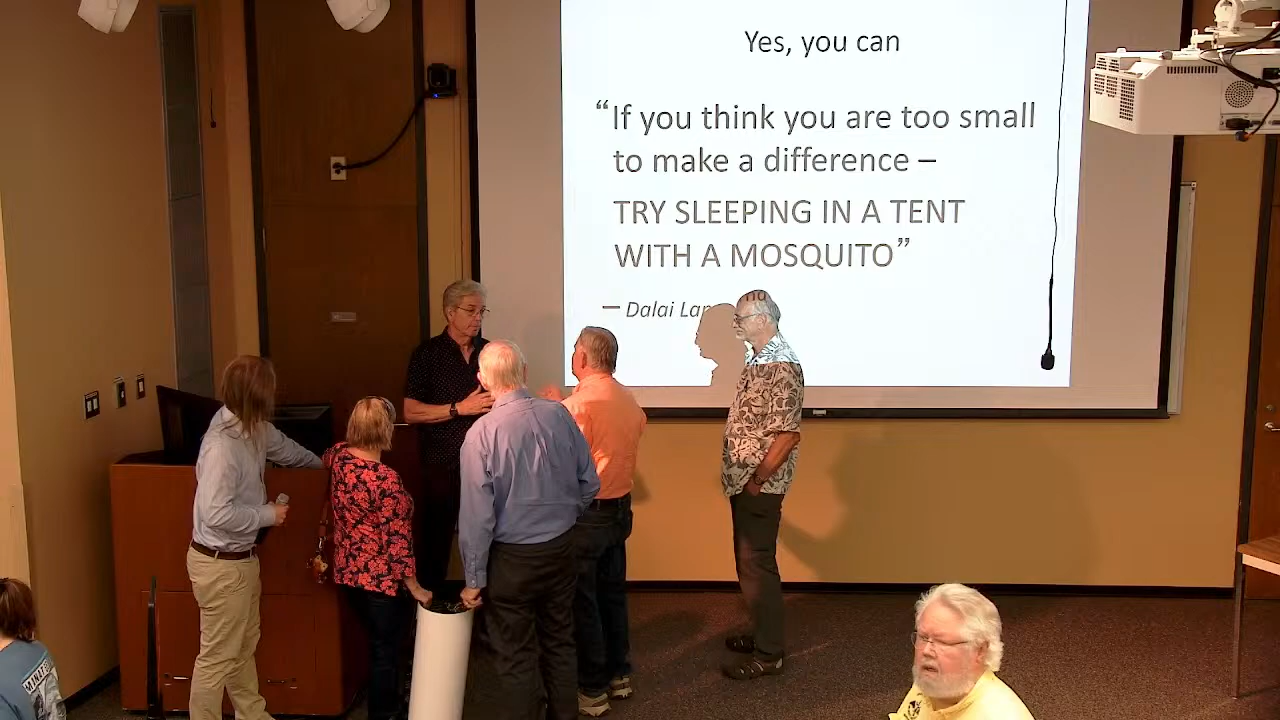 Yes, you can
“If you think you are too small
to make a difference –
TRY SLEEPING IN A TENT
WITH A MOSQUITO”
– Dalai